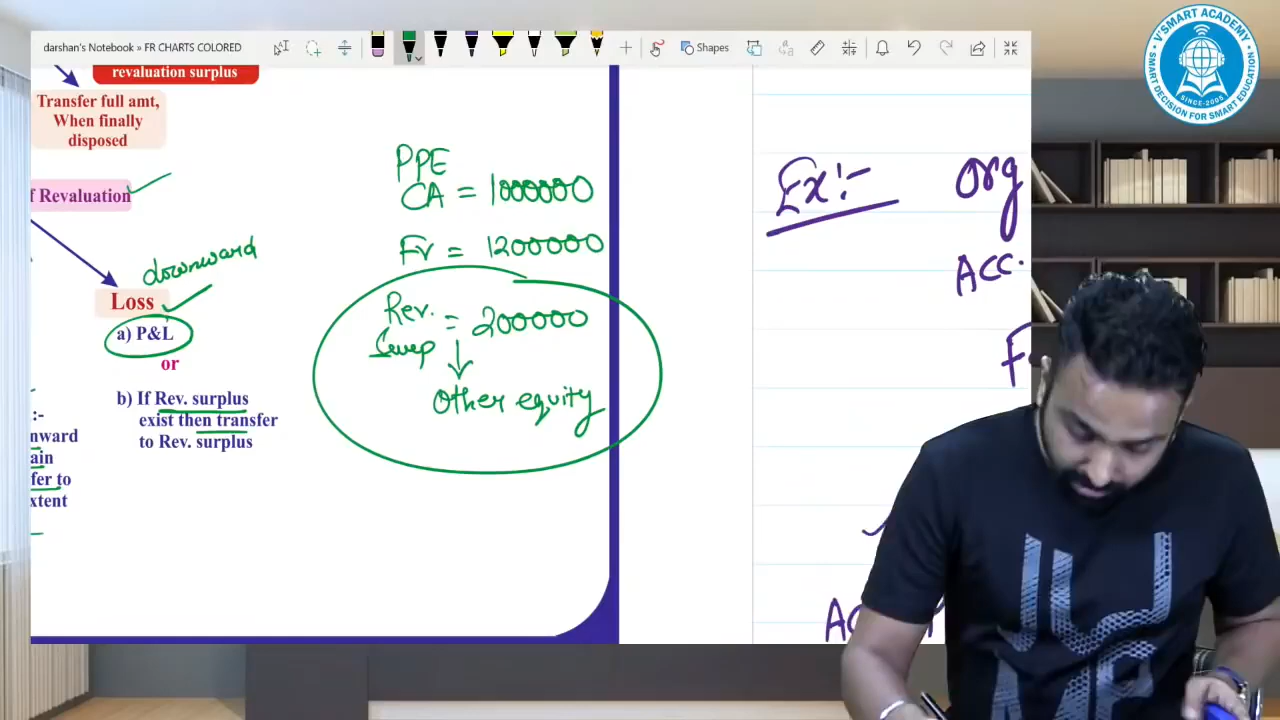 darshan's Notebook » FR CHARTS COLORED
Shapes
V'SMART ACADEMY
SMART DECISION FOR SMART EDUCATION
SINCE-2005
revaluation surplus
Transfer full amt,
When finally
disposed
f Revaluation
downward
Loss
a) P&L
or
b) If Rev. surplus
exist then transfer
to Rev. surplus
:-
nward
ain
fer to
xtent
PPE
CA = 1000000
FV = 1200000
Rev. = 200000
Other equity
Ex:-
Org
Acc.